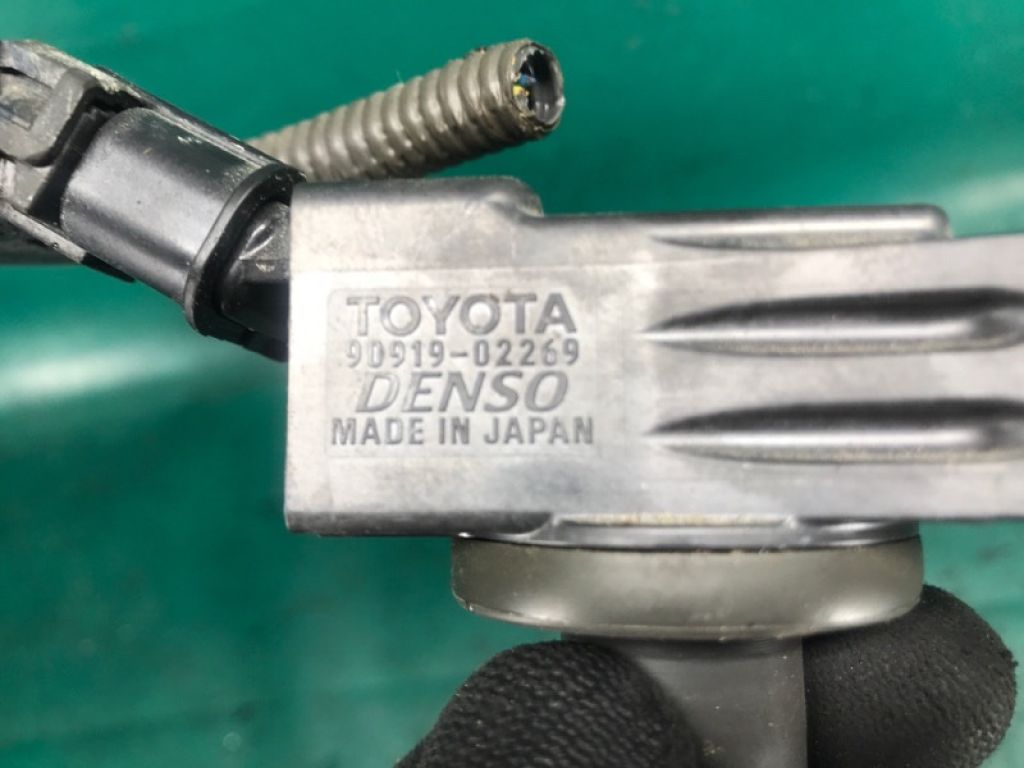 TOYOTA
90919-02269
DENSO
MADE IN JAPAN